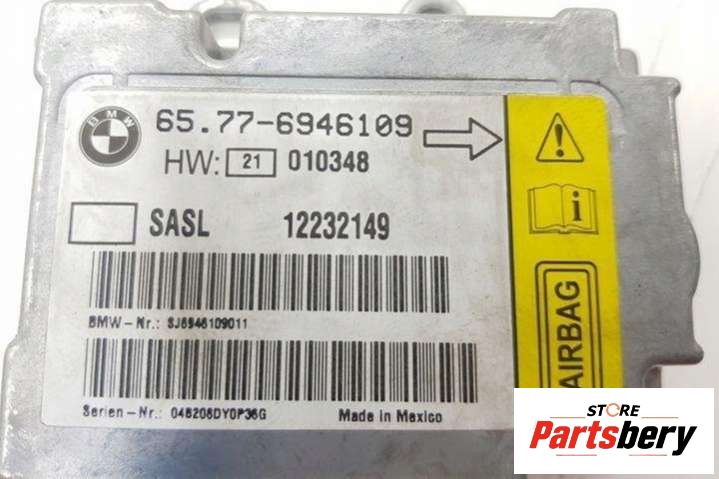 BMW
65.77-6946109
HW: 21 010348
SASL 12232149
BMW-Nr.: SJ6946109011
Serien-Nr.: 046206DY0P36G Made in Mexico
i
AIRBAG
STORE
Partsbery